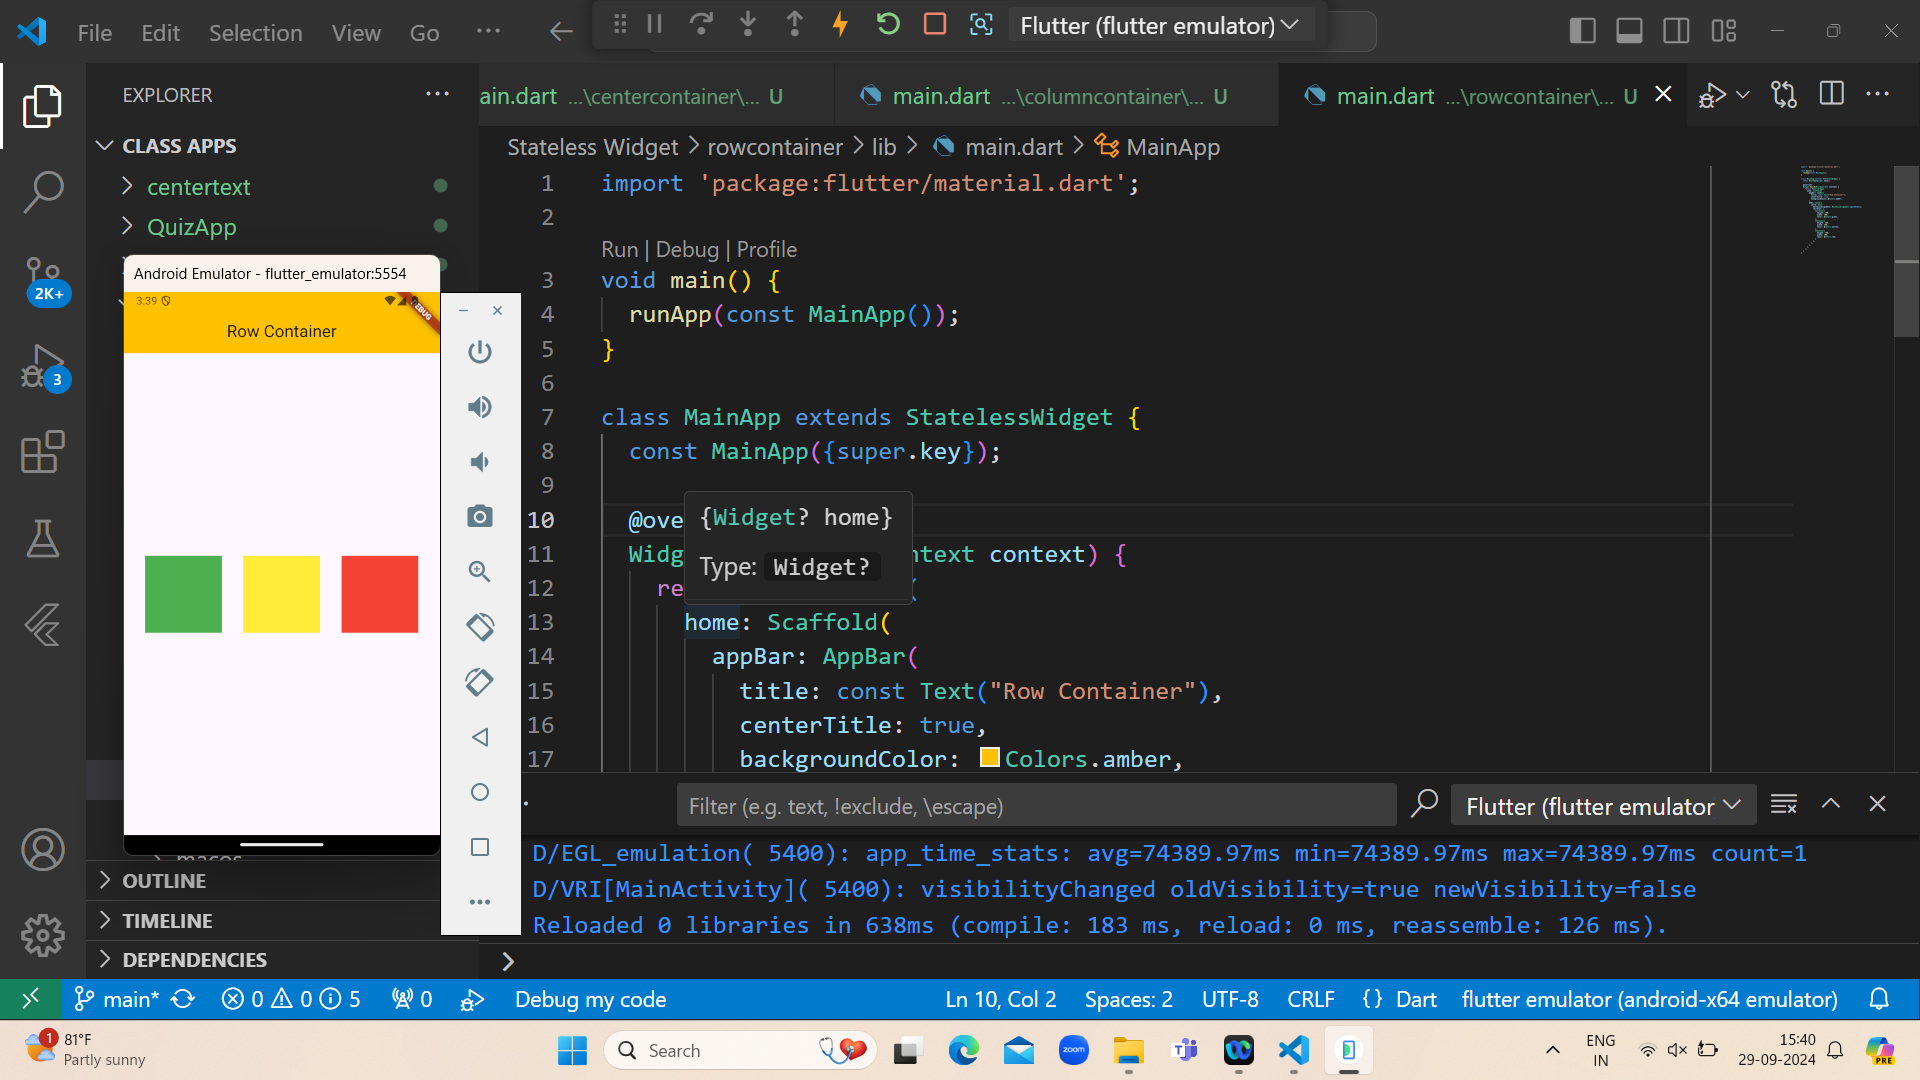 File Edit Selection View Go ...
Flutter (flutter emulator)
EXPLORER
CLASS APPS
centertext
QuizApp
2K+
3
OUTLINE
TIMELINE
DEPENDENCIES
Android Emulator - flutter_emulator:5554
3:39
Row Container
ain.dart ...\centercontainer\... U
main.dart ...\columncontainer\... U
main.dart ...\rowcontainer\... U
Stateless Widget > rowcontainer > lib > main.dart > MainApp
1 import 'package:flutter/material.dart';
2
Run | Debug | Profile
3 void main() {
4 runApp(const MainApp());
5 }
6
7 class MainApp extends StatelessWidget {
8 const MainApp({super.key});
9
10 @ove
{Widget? home}
11 Widg ntext context) {
Type: Widget?
12 re (
13 home: Scaffold(
14 appBar: AppBar(
15 title: const Text("Row Container"),
16 centerTitle: true,
17 backgroundColor: Colors.amber,
Filter (e.g. text, !exclude, \escape)
Flutter (flutter emulator
D/EGL_emulation( 5400): app_time_stats: avg=74389.97ms min=74389.97ms max=74389.97ms count=1
D/VRI[MainActivity]( 5400): visibilityChanged oldVisibility=true newVisibility=false
Reloaded 0 libraries in 638ms (compile: 183 ms, reload: 0 ms, reassemble: 126 ms).
main* 0 0 5 0 Debug my code Ln 10, Col 2 Spaces: 2 UTF-8 CRLF {} Dart flutter emulator (android-x64 emulator)
1
81°F
Partly sunny
Search
zoom
ENG
IN
15:40
29-09-2024
PRE